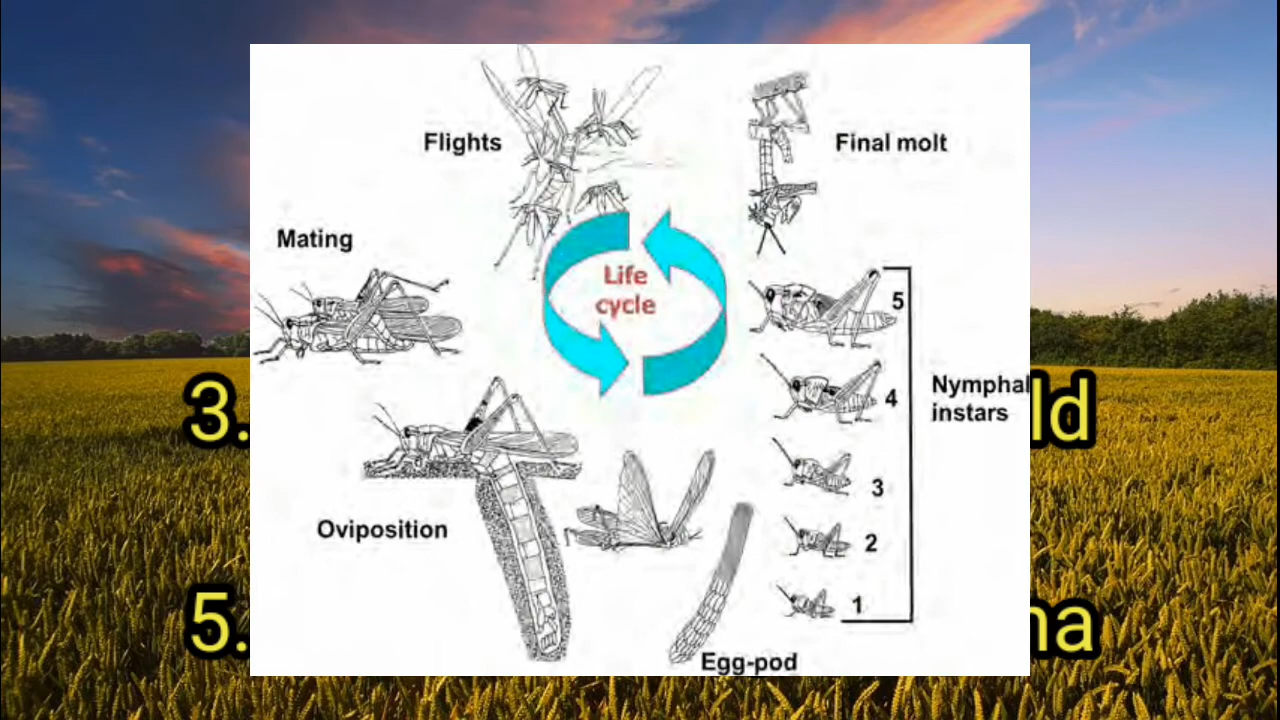 Flights
Final molt
Mating
Life
cycle
5
4
Nymphal
instars
3.
ld
3
2
Oviposition
1
5.
na
Egg-pod